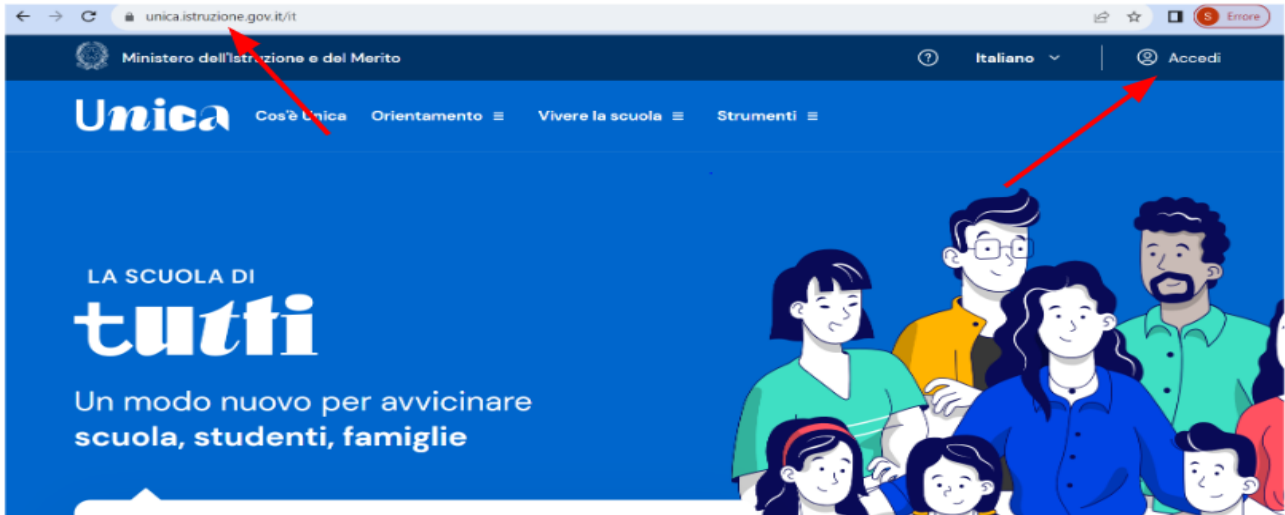 unica.istruzione.gov.it/it
S Errore
Ministero dell'Istruzione e del Merito
Italiano
Accedi
Unica
Cos'è Unica
Orientamento
Vivere la scuola
Strumenti
LA SCUOLA DI
tutti
Un modo nuovo per avvicinare
scuola, studenti, famiglie